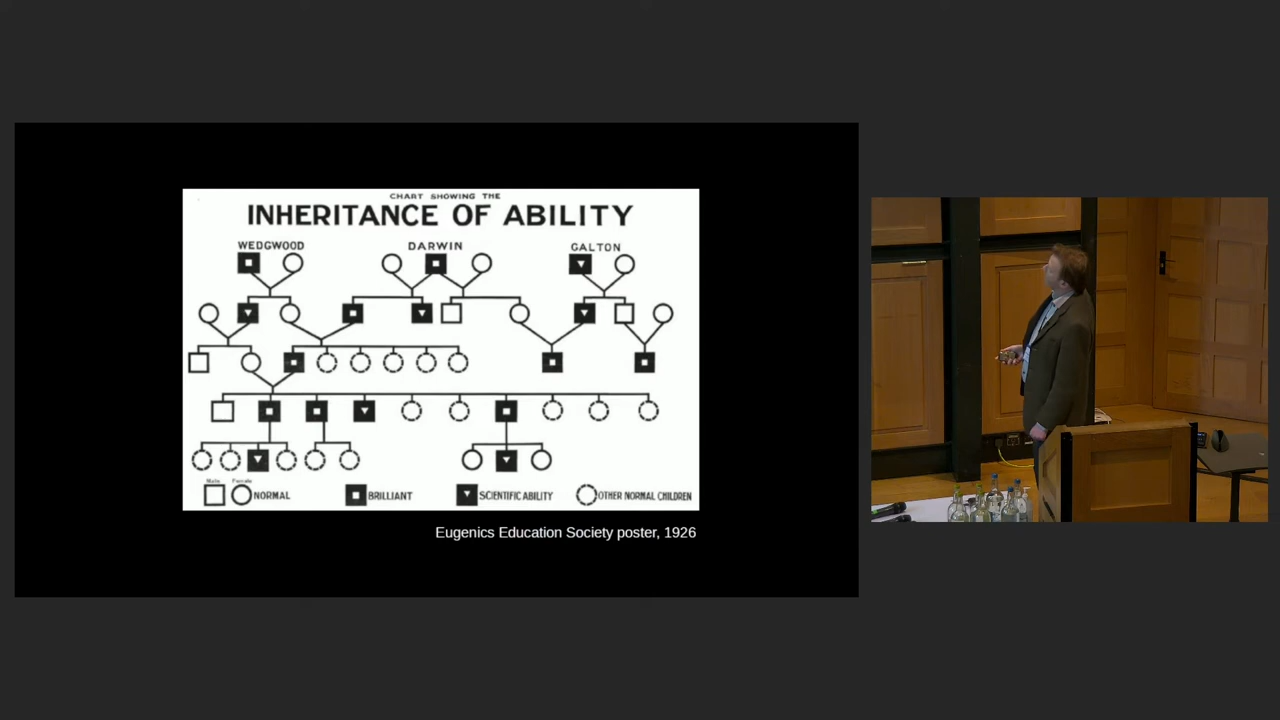 CHART SHOWING THE
INHERITANCE OF ABILITY
WEDGWOOD DARWIN GALTON
Male Female
NORMAL BRILLIANT SCIENTIFIC ABILITY OTHER NORMAL CHILDREN
Eugenics Education Society poster, 1926